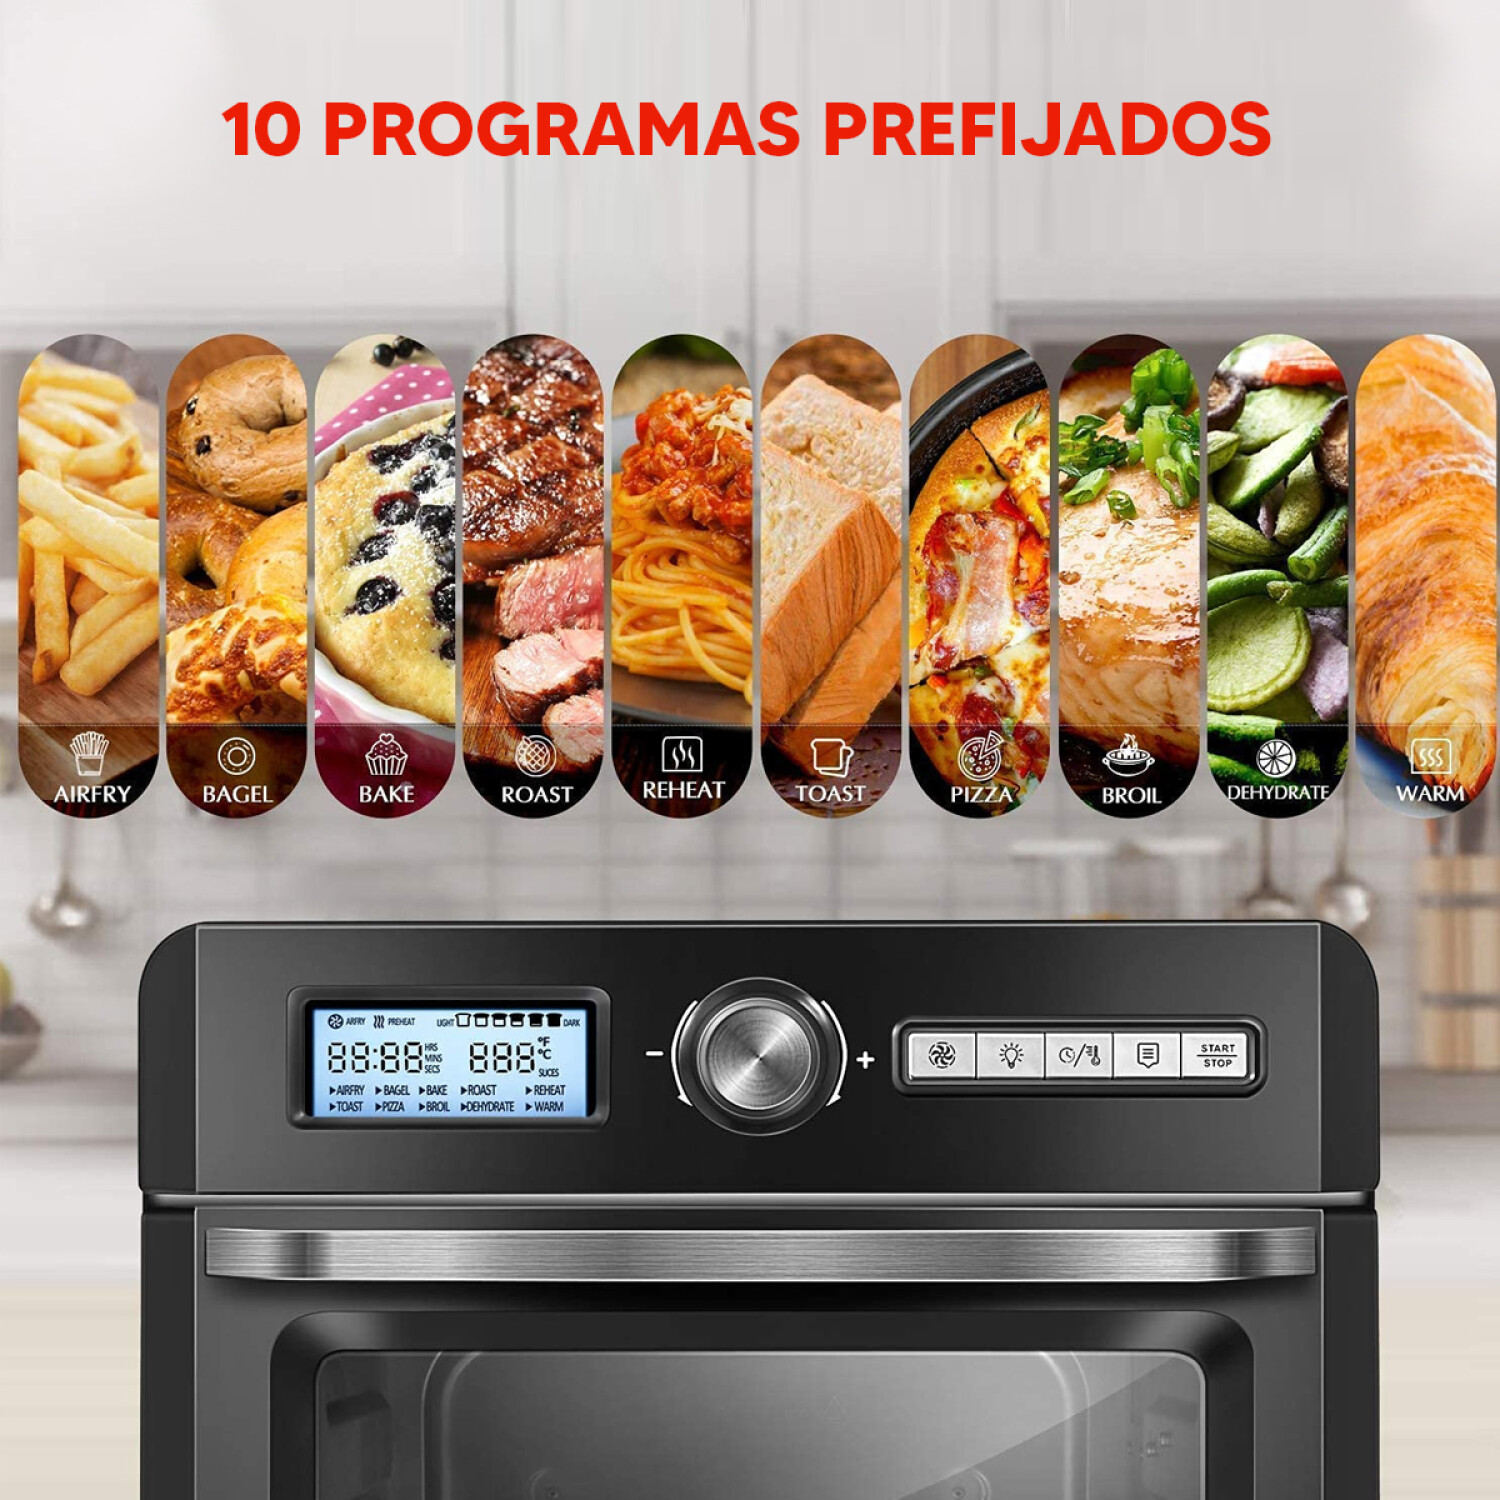 10 PROGRAMAS PREFIJADOS
AIRFRY
BAGEL
BAKE
ROAST
REHEAT
TOAST
PIZZA
BROIL
DEHYDRATE
WARM
AIRFRY PREHEAT LIGHT DARK
88:88 HRS MINS SECS 888 °F °C SLICES
▶AIRFRY ▶BAGEL ▶BAKE ▶ROAST ▶REHEAT
▶TOAST ▶PIZZA ▶BROIL ▶DEHYDRATE ▶WARM
− +
START
STOP